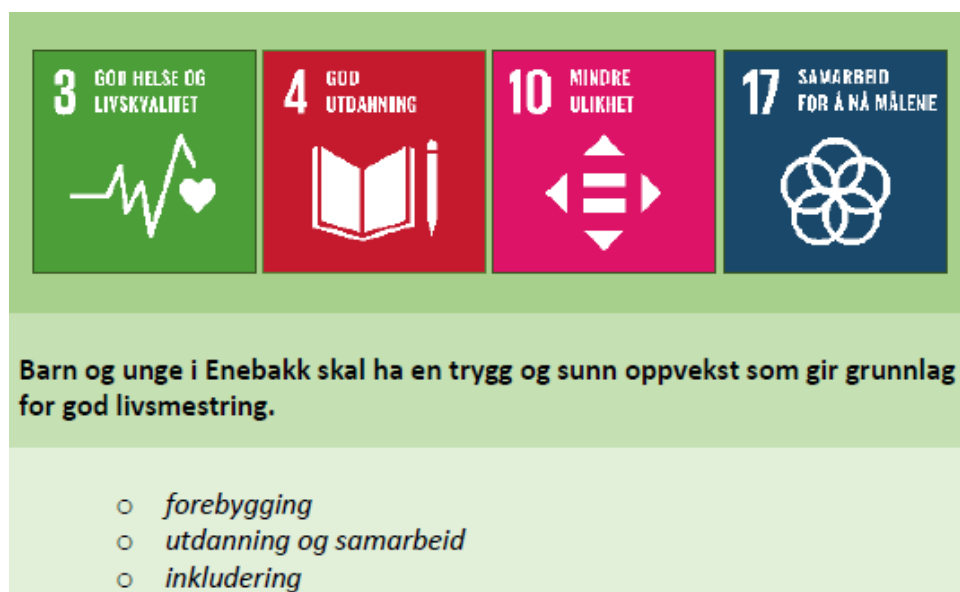 3 GOD HELSE OG
LIVSKVALITET
4 GOD
UTDANNING
10 MINDRE
ULIKHET
17 SAMARBEID
FOR Å NÅ MÅLENE
Barn og unge i Enebakk skal ha en trygg og sunn oppvekst som gir grunnlag
for god livsmestring.
o forebygging
o utdanning og samarbeid
o inkludering